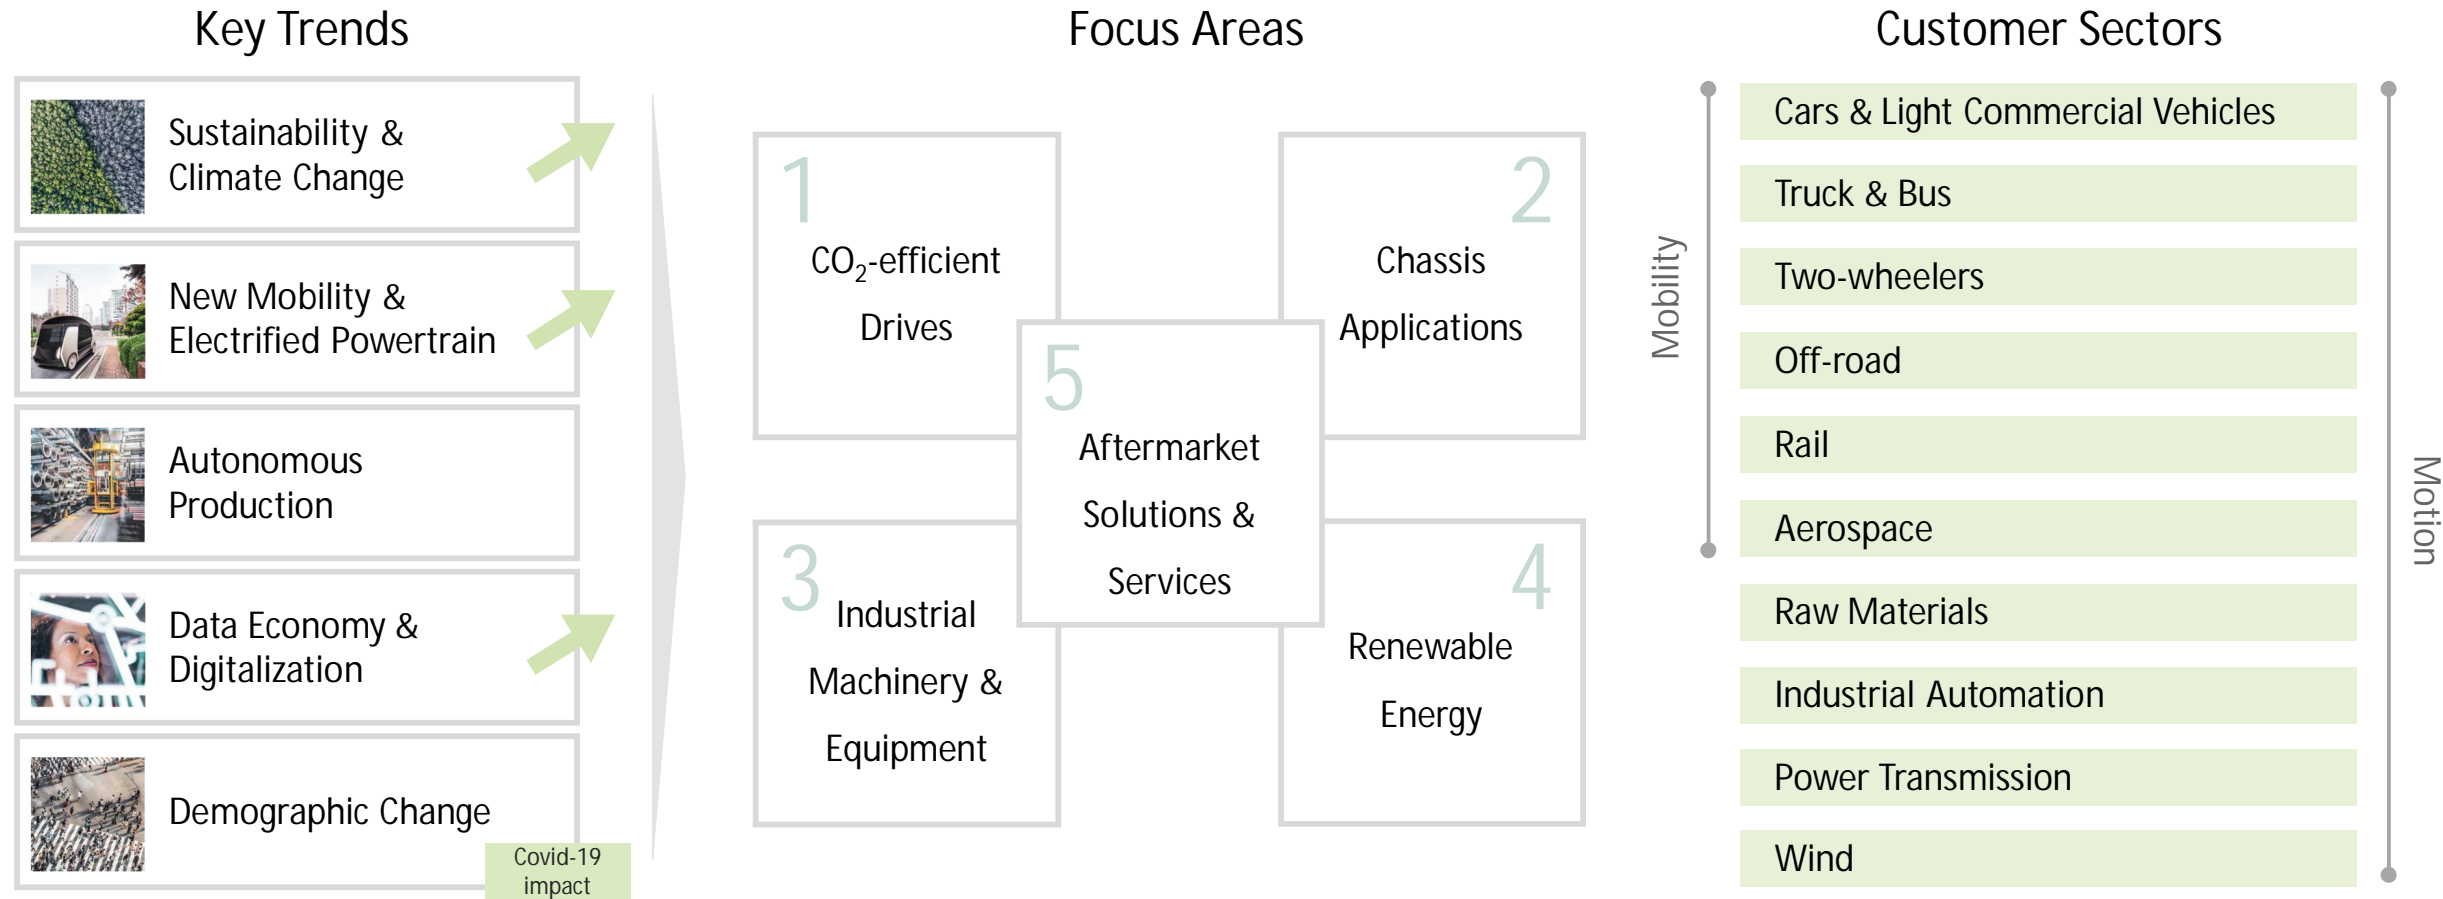 Key Trends
Sustainability &
Climate Change
New Mobility &
Electrified Powertrain
Autonomous
Production
Data Economy &
Digitalization
Demographic Change
Covid-19
impact
Focus Areas
1
CO₂-efficient
Drives
2
Chassis
Applications
5
Aftermarket
Solutions &
Services
3
Industrial
Machinery &
Equipment
4
Renewable
Energy
Customer Sectors
Mobility
Cars & Light Commercial Vehicles
Truck & Bus
Two-wheelers
Off-road
Rail
Aerospace
Raw Materials
Industrial Automation
Power Transmission
Wind
Motion